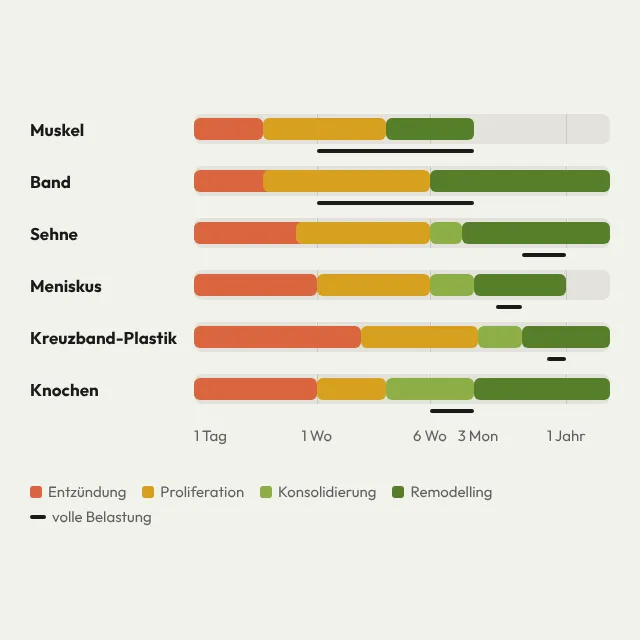 Muskel
Band
Sehne
Meniskus
Kreuzband-Plastik
Knochen
1 Tag 1 Wo 6 Wo 3 Mon 1 Jahr
Entzündung Proliferation Konsolidierung Remodelling
volle Belastung